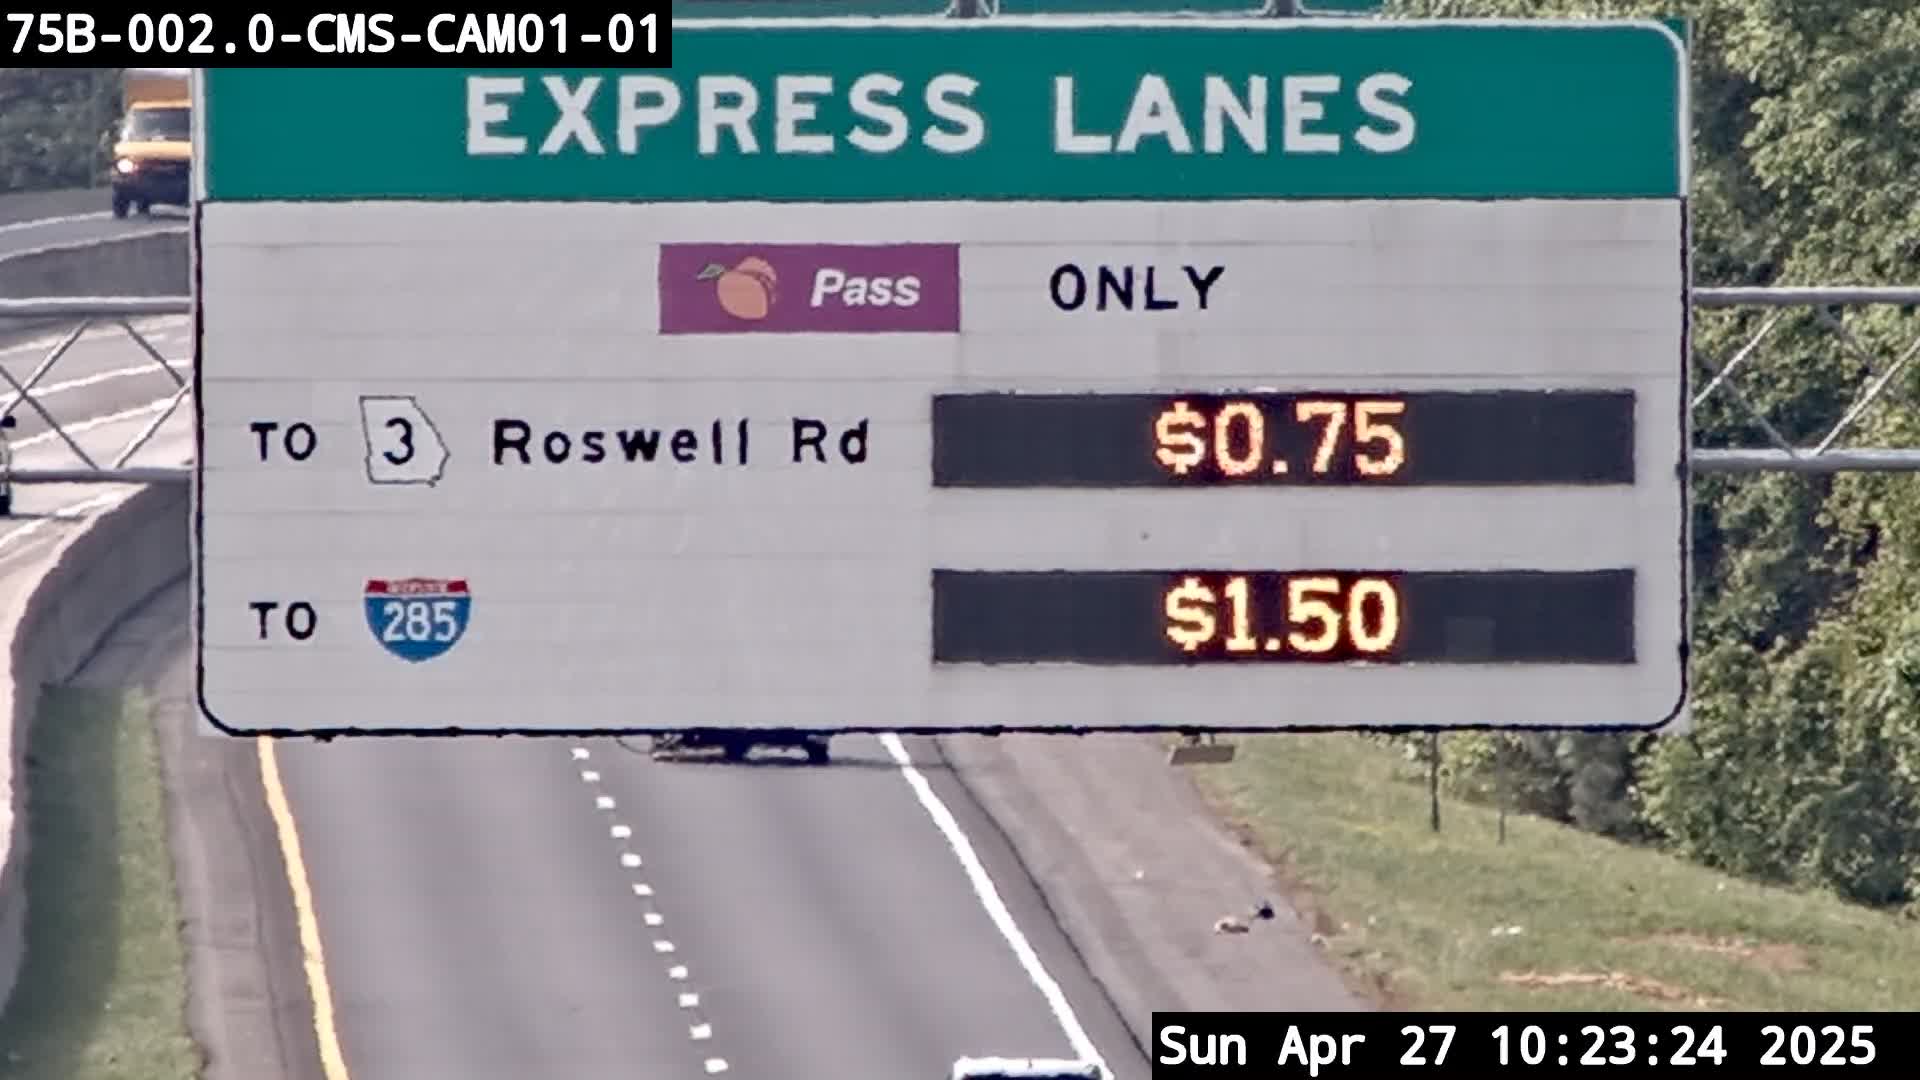 75B-002.0-CMS-CAM01-01
EXPRESS LANES
Pass ONLY
TO 3 Roswell Rd $0.75
TO 285 $1.50
Sun Apr 27 10:23:24 2025